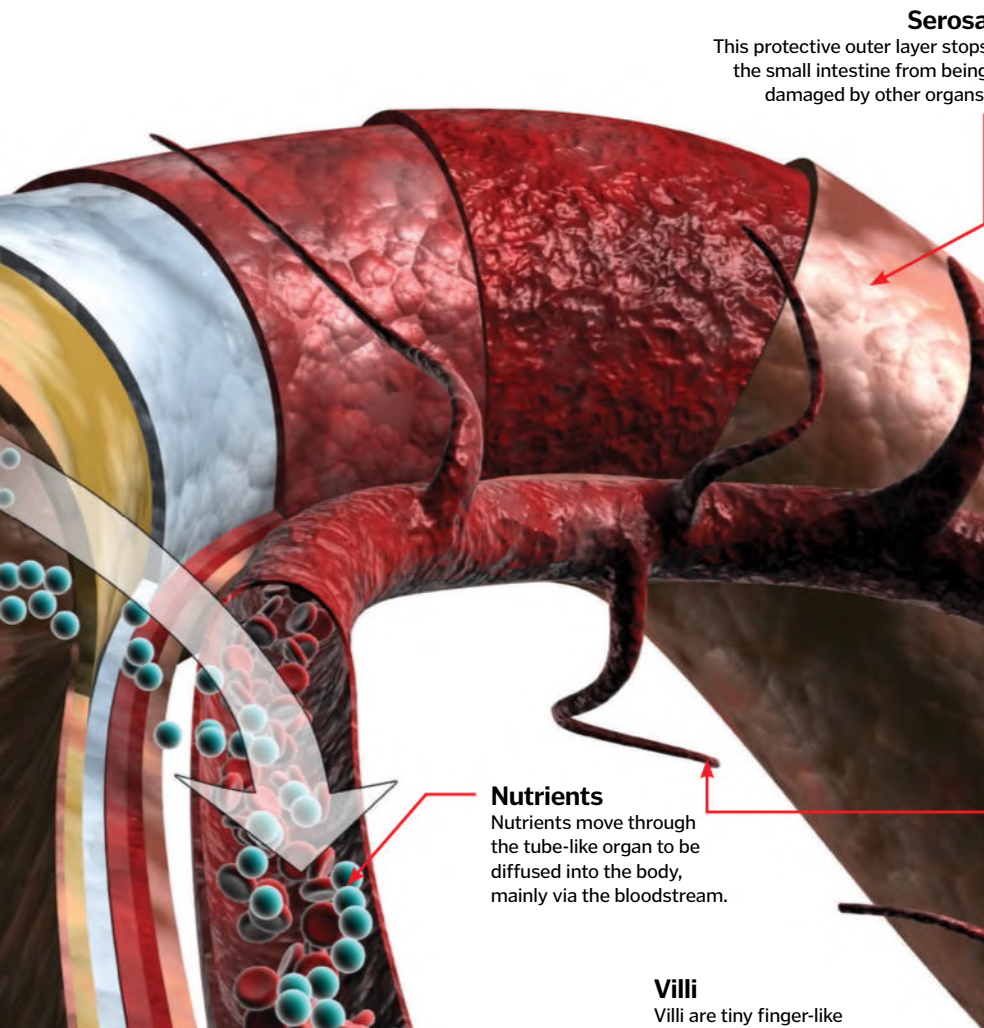 Serosa
This protective outer layer stops
the small intestine from being
damaged by other organs
Nutrients
Nutrients move through
the tube-like organ to be
diffused into the body,
mainly via the bloodstream.
Villi
Villi are tiny finger-like